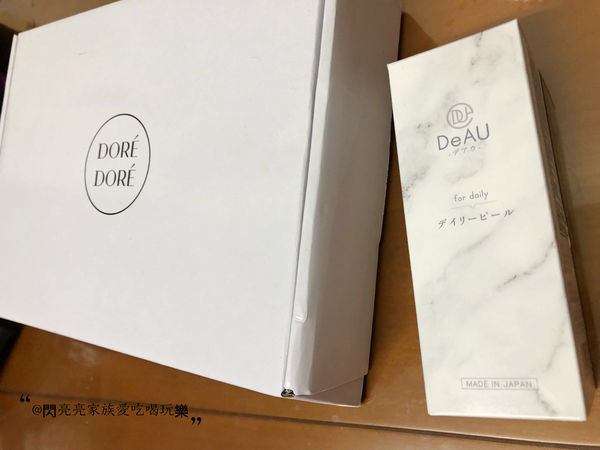 DORÉ
DORÉ
DeAU
-デアウ-
for daily
デイリーピール
MADE IN JAPAN
“@閃亮亮家族愛吃喝玩樂”